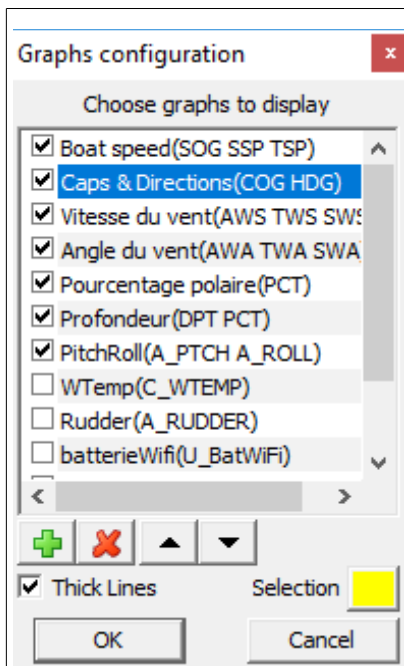 Graphs configuration
x
Choose graphs to display
Boat speed(SOG SSP TSP)
Caps & Directions(COG HDG)
Vitesse du vent(AWS TWS SWS
Angle du vent(AWA TWA SWA)
Pourcentage polaire(PCT)
Profondeur(DPT PCT)
PitchRoll(A_PTCH A_ROLL)
WTemp(C_WTEMP)
Rudder(A_RUDDER)
batterieWifi(U_BatWiFi)
Thick Lines Selection
OK Cancel